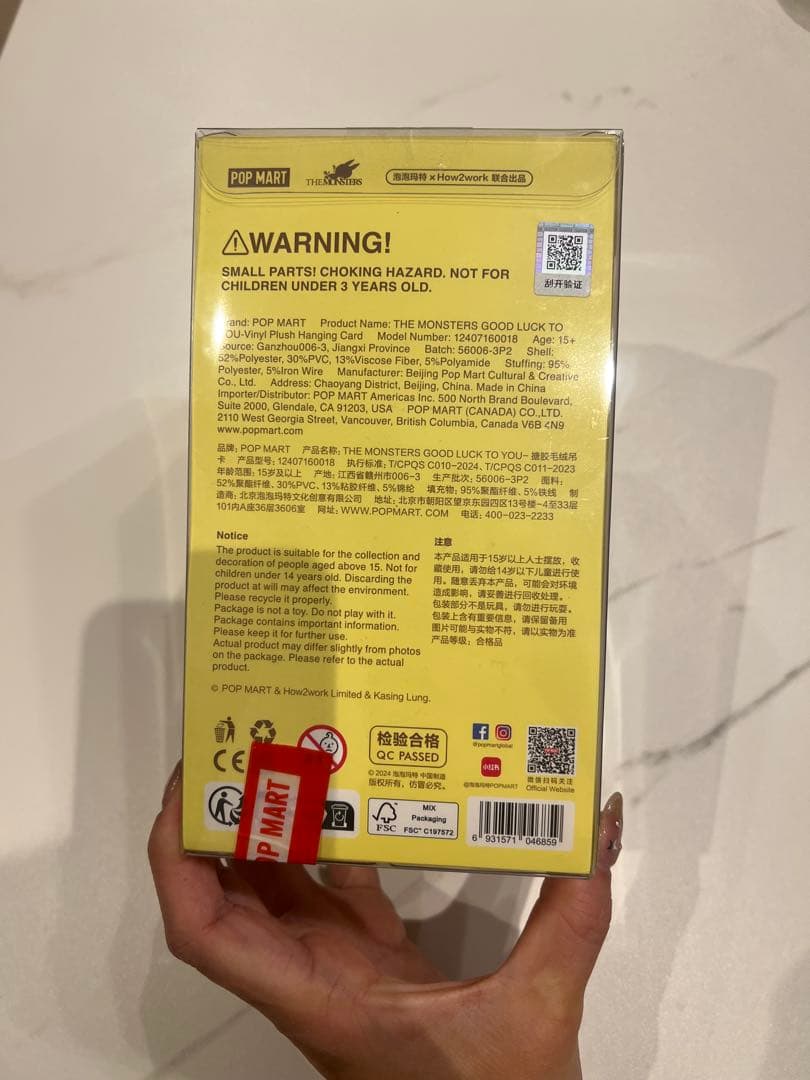 POP MART
THE MONSTERS
泡泡玛特 × How2work 联合出品
WARNING!
SMALL PARTS! CHOKING HAZARD. NOT FOR
CHILDREN UNDER 3 YEARS OLD.
刮开验证
Brand: POP MART Product Name: THE MONSTERS GOOD LUCK TO
YOU-Vinyl Plush Hanging Card Model Number: 12407160018 Age: 15+
Source: Ganzhou006-3, Jiangxi Province Batch: 56006-3P2 Shell:
52%Polyester, 30%PVC, 13%Viscose Fiber, 5%Polyamide Stuffing: 95%
Polyester, 5%Iron Wire Manufacturer: Beijing Pop Mart Cultural & Creative
Co., Ltd. Address: Chaoyang District, Beijing, China. Made in China
Importer/Distributor: POP MART Americas Inc. 500 North Brand Boulevard,
Suite 2000, Glendale, CA 91203, USA POP MART (CANADA) CO.,LTD.
2110 West Georgia Street, Vancouver, British Columbia, Canada V6B <N9
www.popmart.com
品牌: POP MART 产品名称: THE MONSTERS GOOD LUCK TO YOU- 搪胶毛绒吊
卡 产品型号: 12407160018 执行标准: T/CPQS C010-2024、T/CPQS C011-2023
年龄范围: 15岁及以上 产地: 江西省赣州市006-3 生产批次: 56006-3P2 面料:
52%聚酯纤维、30%PVC、13%粘胶纤维、5%锦纶 填充物: 95%聚酯纤维、5%铁线 制
造商: 北京泡泡玛特文化创意有限公司 地址: 北京市朝阳区望京东园四区13号楼-4至33层
101内A座36层3606室 网址: WWW.POPMART. COM 电话: 400-023-2233
Notice
The product is suitable for the collection and
decoration of people aged above 15. Not for
children under 14 years old. Discarding the
product at will may affect the environment.
Please recycle it properly.
Package is not a toy. Do not play with it.
Package contains important information.
Please keep it for further use.
Actual product may differ slightly from photos
on the package. Please refer to the actual
product.
注意
本产品适用于15岁以上人士摆放，收
藏使用，请勿给14岁以下儿童进行使
用。随意丢弃本产品，可能会对环境
造成影响，请妥善进行回收处理。
包装部分不是玩具，请勿进行玩耍。
包装上含有重要信息，请保留备用
图片可能与实物不符，请以实物为准
产品等级：合格品
© POP MART & How2work Limited & Kasing Lung.
CE
检验合格
QC PASSED
© 2024 泡泡玛特 中国制造
版权所有，仿冒必究。
@popmartglobal
小红书
@泡泡玛特POPMART
微信扫码关注
Official Website
POP MART
FSC
MIX
Packaging
FSC™ C197572
6 931571 046859